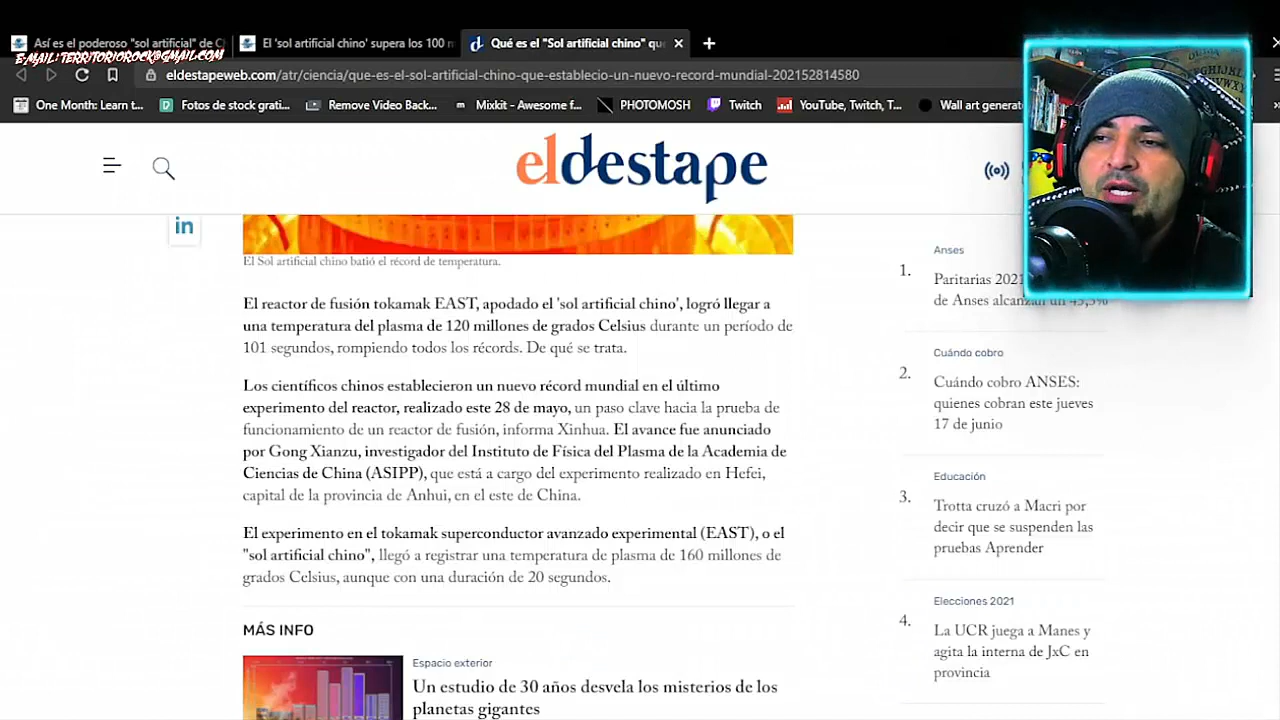 Así es el poderoso "sol artificial" de C
El 'sol artificial chino' supera los 100 m
Qué es el "Sol artificial chino" qu
E-MAIL: TERRITORIOROCK@GMAIL.COM
eldestapeweb.com/atr/ciencia/que-es-el-sol-artificial-chino-que-establecio-un-nuevo-record-mundial-202152814580
One Month: Learn t...
Fotos de stock grati...
Remove Video Back...
Mixkit - Awesome f...
PHOTOMOSH
Twitch
YouTube, Twitch, T...
Wall art generat
eldestape
in
El Sol artificial chino batió el récord de temperatura.
El reactor de fusión tokamak EAST, apodado el 'sol artificial chino', logró llegar a
una temperatura del plasma de 120 millones de grados Celsius durante un período de
101 segundos, rompiendo todos los récords. De qué se trata.
Los científicos chinos establecieron un nuevo récord mundial en el último
experimento del reactor, realizado este 28 de mayo, un paso clave hacia la prueba de
funcionamiento de un reactor de fusión, informa Xinhua. El avance fue anunciado
por Gong Xianzu, investigador del Instituto de Física del Plasma de la Academia de
Ciencias de China (ASIPP), que está a cargo del experimento realizado en Hefei,
capital de la provincia de Anhui, en el este de China.
El experimento en el tokamak superconductor avanzado experimental (EAST), o el
"sol artificial chino", llegó a registrar una temperatura de plasma de 160 millones de
grados Celsius, aunque con una duración de 20 segundos.
MÁS INFO
Espacio exterior
Un estudio de 30 años desvela los misterios de los
planetas gigantes
Anses
1.
Paritarias 2021
de Anses alcanzan un 45,5%
Cuándo cobro
2.
Cuándo cobro ANSES:
quienes cobran este jueves
17 de junio
Educación
3.
Trotta cruzó a Macri por
decir que se suspenden las
pruebas Aprender
Elecciones 2021
4.
La UCR juega a Manes y
agita la interna de JxC en
provincia